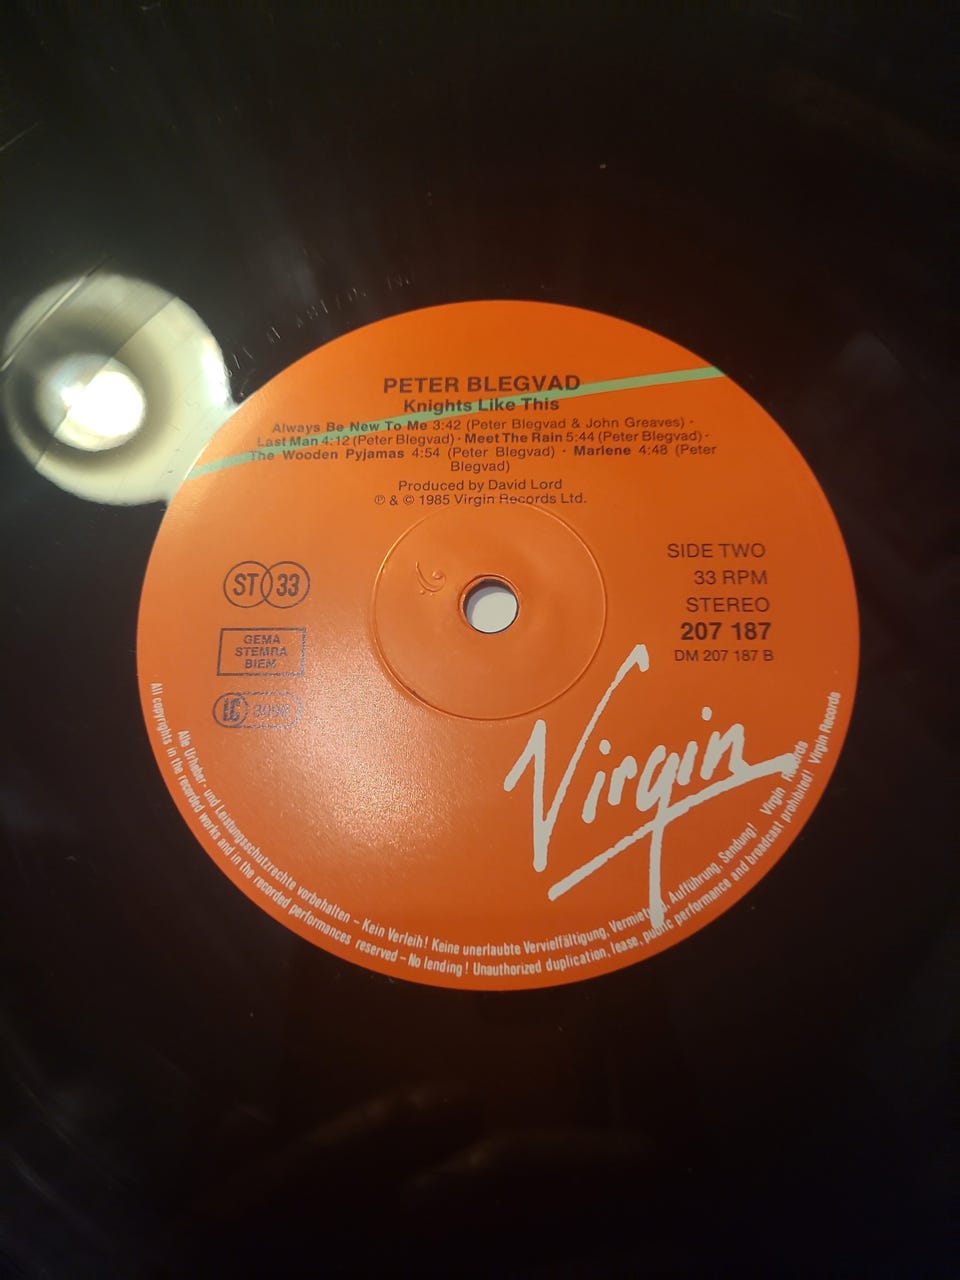 PETER BLEGVAD
Knights Like This
Always Be New To Me 3:42 (Peter Blegvad & John Greaves) ·
Last Man 4:12 (Peter Blegvad) · Meet The Rain 5:44 (Peter Blegvad) ·
The Wooden Pyjamas 4:54 (Peter Blegvad) · Marlene 4:48 (Peter
Blegvad)
Produced by David Lord
℗ & © 1985 Virgin Records Ltd.
ST 33
GEMA
STEMRA
BIEM
LC
SIDE TWO
33 RPM
STEREO
207 187
DM 207 187 B
Virgin
Alle Urheber- und Leistungsschutzrechte vorbehalten – Kein Verleih! Keine unerlaubte Vervielfältigung, Vermietung, Aufführung, Sendung! Virgin Records
All copyrights in the recorded works and in the recorded performances reserved – No lending! Unauthorized duplication, lease, public performance and broadcast prohibited! Virgin Records